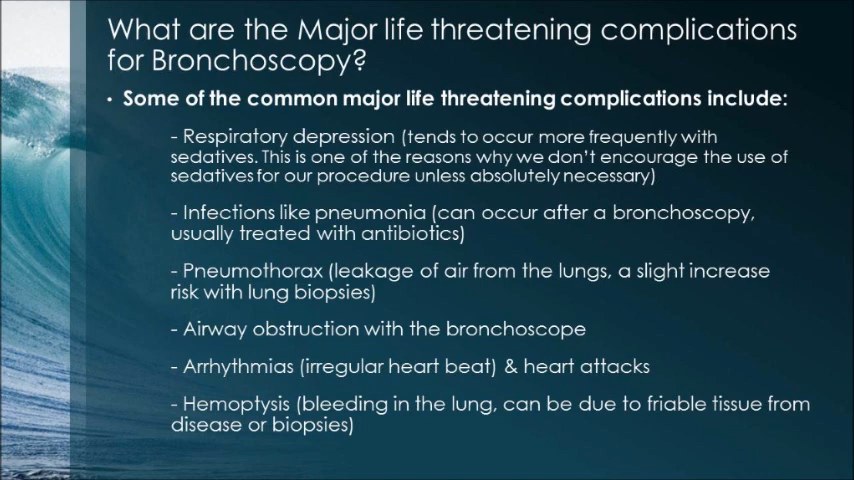 What are the Major life threatening complications
for Bronchoscopy?
• Some of the common major life threatening complications include:
- Respiratory depression (tends to occur more frequently with
sedatives. This is one of the reasons why we don't encourage the use of
sedatives for our procedure unless absolutely necessary)
- Infections like pneumonia (can occur after a bronchoscopy,
usually treated with antibiotics)
- Pneumothorax (leakage of air from the lungs, a slight increase
risk with lung biopsies)
- Airway obstruction with the bronchoscope
- Arrhythmias (irregular heart beat) & heart attacks
- Hemoptysis (bleeding in the lung, can be due to friable tissue from
disease or biopsies)